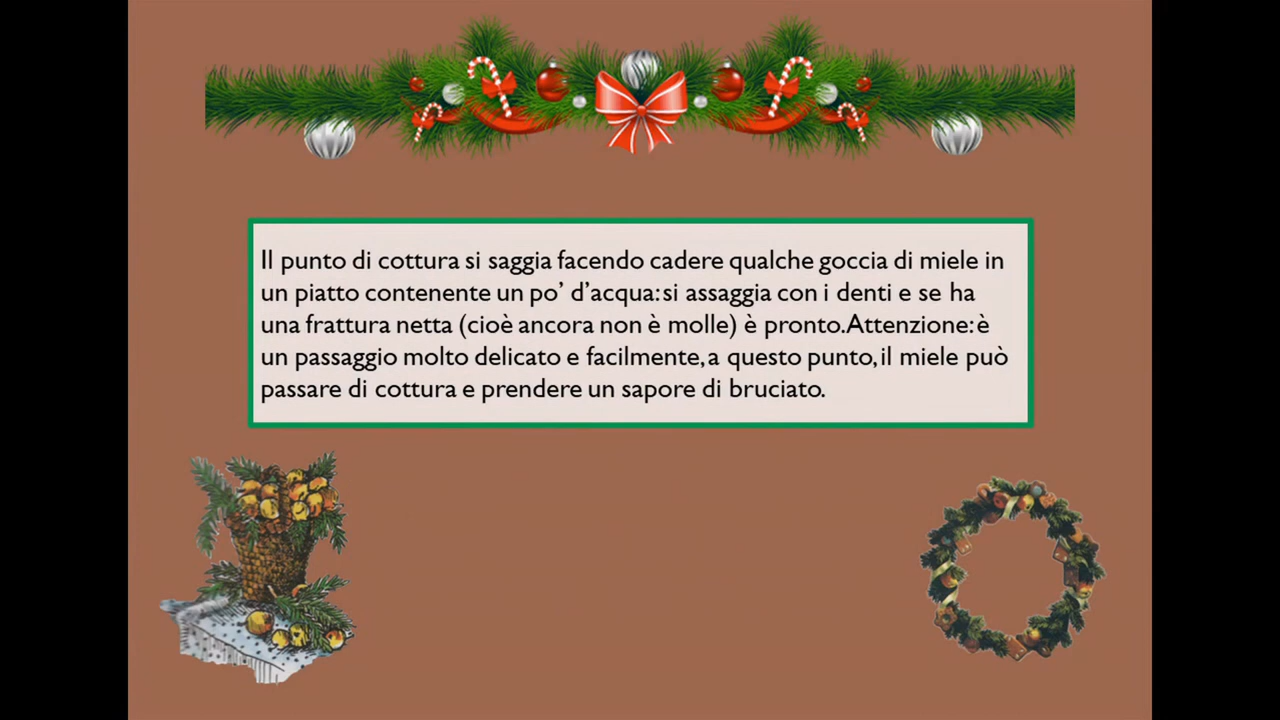 Il punto di cottura si saggia facendo cadere qualche goccia di miele in
un piatto contenente un po’ d’acqua: si assaggia con i denti e se ha
una frattura netta (cioè ancora non è molle) è pronto. Attenzione: è
un passaggio molto delicato e facilmente, a questo punto, il miele può
passare di cottura e prendere un sapore di bruciato.